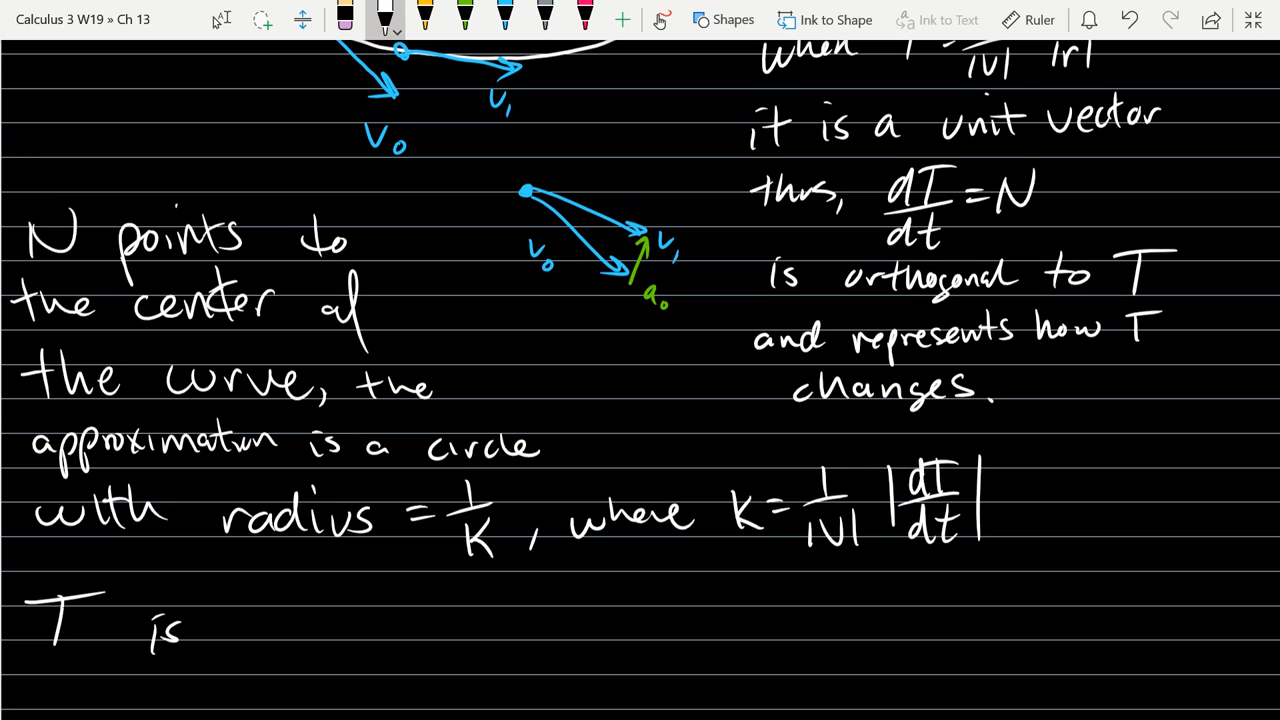 Calculus 3 W19 » Ch 13
Shapes
Ink to Shape
Ink to Text
Ruler
when
|V| |r|
it is a unit vector
thus, dT/dt = N
is orthogonal to T
and represents how T
changes.
V₁
V₀
V₀
V₁
a₀
N points to
the center of
the curve, the
approximation is a circle
with radius = 1/K, where K = 1/|V| |dT/dt|
T is